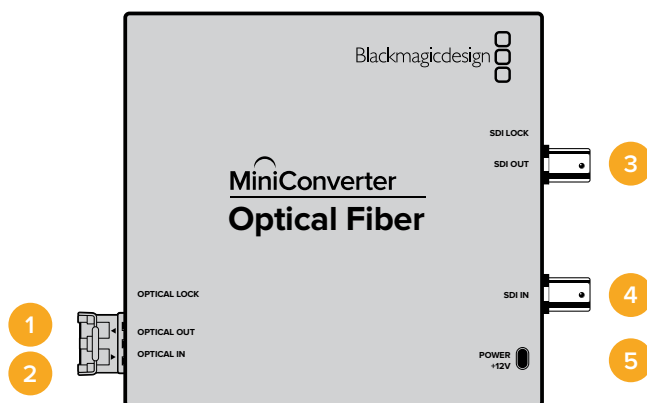 Blackmagicdesign
SDI LOCK
SDI OUT
3
MiniConverter
Optical Fiber
OPTICAL LOCK
SDI IN
4
1
OPTICAL OUT
2
OPTICAL IN
POWER
+12V
5